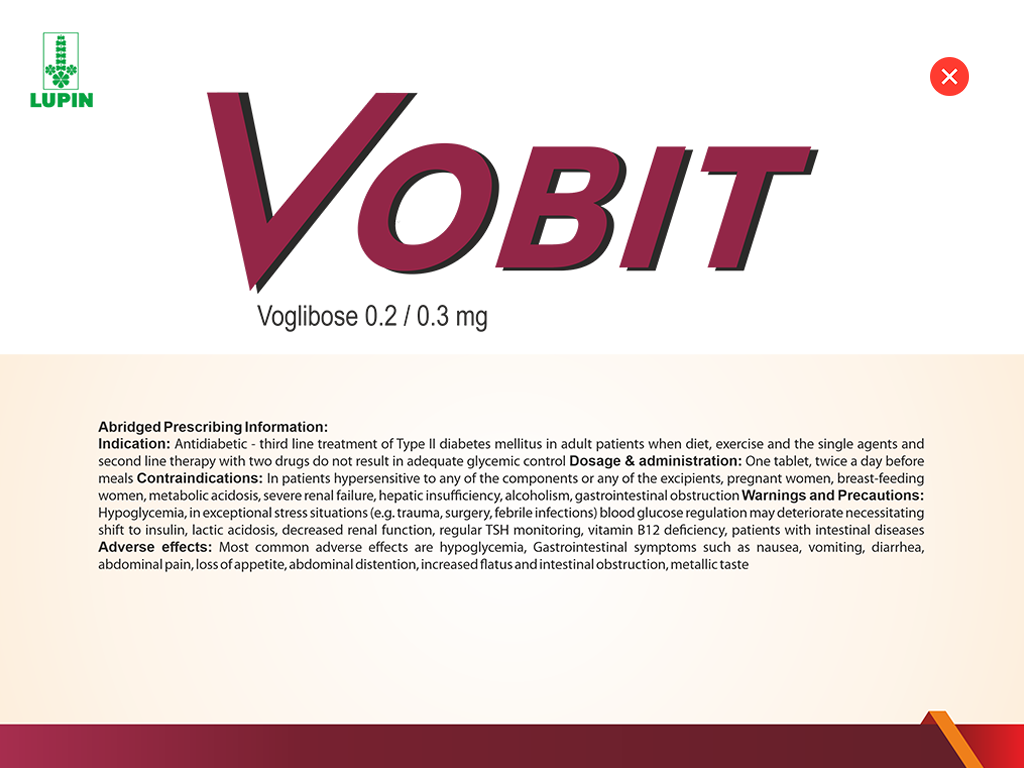 LUPIN
VOBIT
Voglibose 0.2 / 0.3 mg
Abridged Prescribing Information:
Indication: Antidiabetic - third line treatment of Type II diabetes mellitus in adult patients when diet, exercise and the single agents and
second line therapy with two drugs do not result in adequate glycemic control Dosage & administration: One tablet, twice a day before
meals Contraindications: In patients hypersensitive to any of the components or any of the excipients, pregnant women, breast-feeding
women, metabolic acidosis, severe renal failure, hepatic insufficiency, alcoholism, gastrointestinal obstruction Warnings and Precautions:
Hypoglycemia, in exceptional stress situations (e.g. trauma, surgery, febrile infections) blood glucose regulation may deteriorate necessitating
shift to insulin, lactic acidosis, decreased renal function, regular TSH monitoring, vitamin B12 deficiency, patients with intestinal diseases
Adverse effects: Most common adverse effects are hypoglycemia, Gastrointestinal symptoms such as nausea, vomiting, diarrhea,
abdominal pain, loss of appetite, abdominal distention, increased flatus and intestinal obstruction, metallic taste